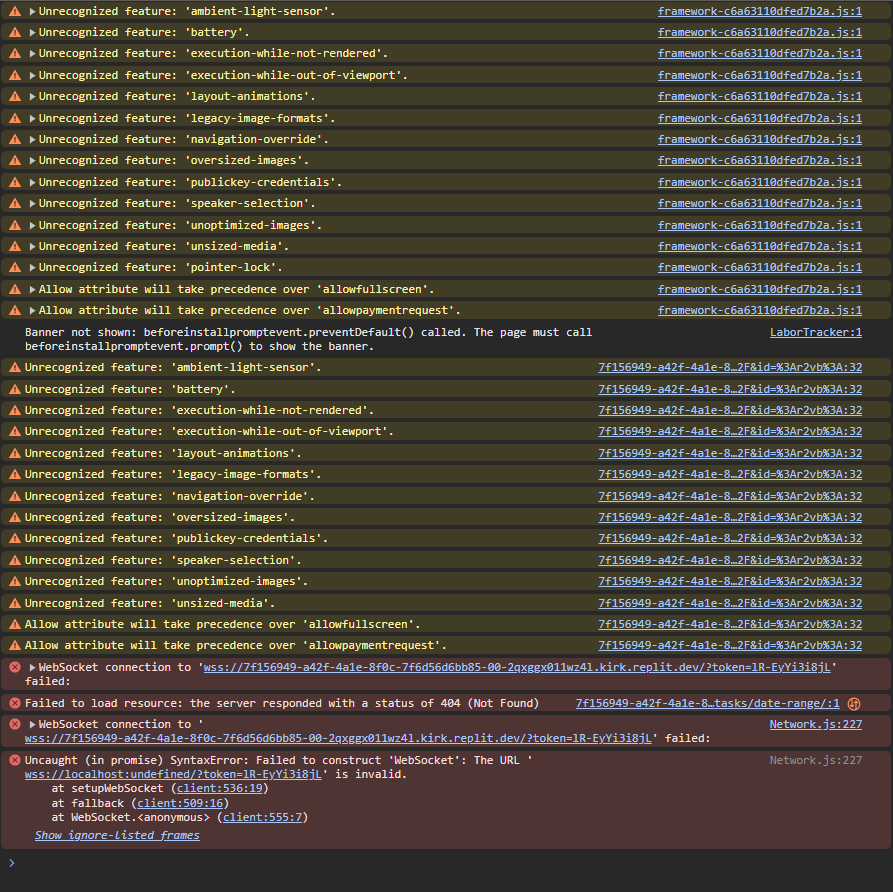 Unrecognized feature: 'ambient-light-sensor'. framework-c6a63110dfed7b2a.js:1
Unrecognized feature: 'battery'. framework-c6a63110dfed7b2a.js:1
Unrecognized feature: 'execution-while-not-rendered'. framework-c6a63110dfed7b2a.js:1
Unrecognized feature: 'execution-while-out-of-viewport'. framework-c6a63110dfed7b2a.js:1
Unrecognized feature: 'layout-animations'. framework-c6a63110dfed7b2a.js:1
Unrecognized feature: 'legacy-image-formats'. framework-c6a63110dfed7b2a.js:1
Unrecognized feature: 'navigation-override'. framework-c6a63110dfed7b2a.js:1
Unrecognized feature: 'oversized-images'. framework-c6a63110dfed7b2a.js:1
Unrecognized feature: 'publickey-credentials'. framework-c6a63110dfed7b2a.js:1
Unrecognized feature: 'speaker-selection'. framework-c6a63110dfed7b2a.js:1
Unrecognized feature: 'unoptimized-images'. framework-c6a63110dfed7b2a.js:1
Unrecognized feature: 'unsized-media'. framework-c6a63110dfed7b2a.js:1
Unrecognized feature: 'pointer-lock'. framework-c6a63110dfed7b2a.js:1
Allow attribute will take precedence over 'allowfullscreen'. framework-c6a63110dfed7b2a.js:1
Allow attribute will take precedence over 'allowpaymentrequest'. framework-c6a63110dfed7b2a.js:1
Banner not shown: beforeinstallpromptevent.preventDefault() called. The page must call LaborTracker:1
beforeinstallpromptevent.prompt() to show the banner.
Unrecognized feature: 'ambient-light-sensor'. 7f156949-a42f-4a1e-8…2F&id=%3Ar2vb%3A:32
Unrecognized feature: 'battery'. 7f156949-a42f-4a1e-8…2F&id=%3Ar2vb%3A:32
Unrecognized feature: 'execution-while-not-rendered'. 7f156949-a42f-4a1e-8…2F&id=%3Ar2vb%3A:32
Unrecognized feature: 'execution-while-out-of-viewport'. 7f156949-a42f-4a1e-8…2F&id=%3Ar2vb%3A:32
Unrecognized feature: 'layout-animations'. 7f156949-a42f-4a1e-8…2F&id=%3Ar2vb%3A:32
Unrecognized feature: 'legacy-image-formats'. 7f156949-a42f-4a1e-8…2F&id=%3Ar2vb%3A:32
Unrecognized feature: 'navigation-override'. 7f156949-a42f-4a1e-8…2F&id=%3Ar2vb%3A:32
Unrecognized feature: 'oversized-images'. 7f156949-a42f-4a1e-8…2F&id=%3Ar2vb%3A:32
Unrecognized feature: 'publickey-credentials'. 7f156949-a42f-4a1e-8…2F&id=%3Ar2vb%3A:32
Unrecognized feature: 'speaker-selection'. 7f156949-a42f-4a1e-8…2F&id=%3Ar2vb%3A:32
Unrecognized feature: 'unoptimized-images'. 7f156949-a42f-4a1e-8…2F&id=%3Ar2vb%3A:32
Unrecognized feature: 'unsized-media'. 7f156949-a42f-4a1e-8…2F&id=%3Ar2vb%3A:32
Allow attribute will take precedence over 'allowfullscreen'. 7f156949-a42f-4a1e-8…2F&id=%3Ar2vb%3A:32
Allow attribute will take precedence over 'allowpaymentrequest'. 7f156949-a42f-4a1e-8…2F&id=%3Ar2vb%3A:32
WebSocket connection to 'wss://7f156949-a42f-4a1e-8f0c-7f6d56d6bb85-00-2qxggx011wz4l.kirk.replit.dev/?token=lR-EyYi3i8jL'
failed:
Failed to load resource: the server responded with a status of 404 (Not Found) 7f156949-a42f-4a1e-8…tasks/date-range/:1
WebSocket connection to ' Network.js:227
wss://7f156949-a42f-4a1e-8f0c-7f6d56d6bb85-00-2qxggx011wz4l.kirk.replit.dev/?token=lR-EyYi3i8jL' failed:
Uncaught (in promise) SyntaxError: Failed to construct 'WebSocket': The URL ' Network.js:227
wss://localhost:undefined/?token=lR-EyYi3i8jL' is invalid.
at setupWebSocket (client:536:19)
at fallback (client:509:16)
at WebSocket.<anonymous> (client:555:7)
Show ignore-listed frames